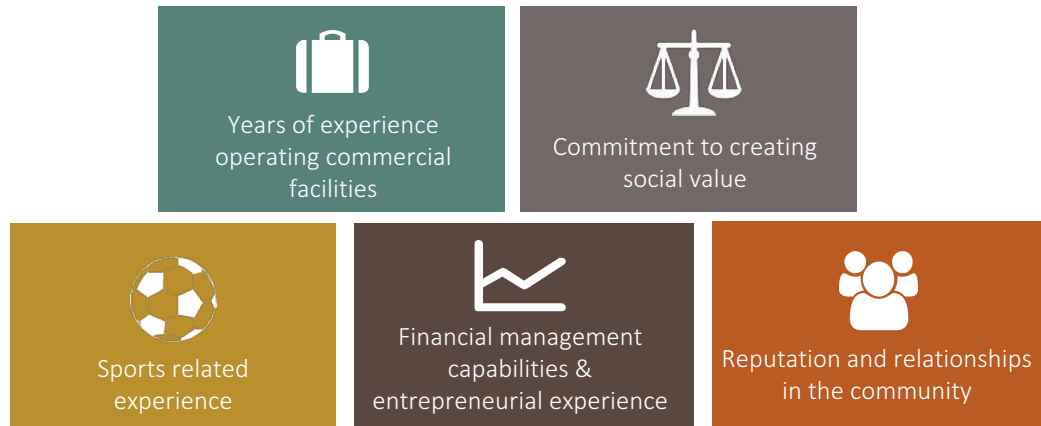 Years of experience
operating commercial
facilities
Commitment to creating
social value
Sports related
experience
Financial management
capabilities &
entrepreneurial experience
Reputation and relationships
in the community